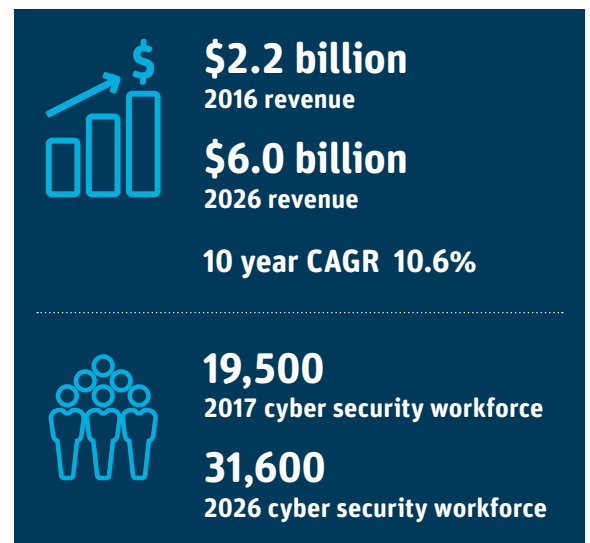 $
$2.2 billion
2016 revenue
$6.0 billion
2026 revenue
10 year CAGR 10.6%
19,500
2017 cyber security workforce
31,600
2026 cyber security workforce